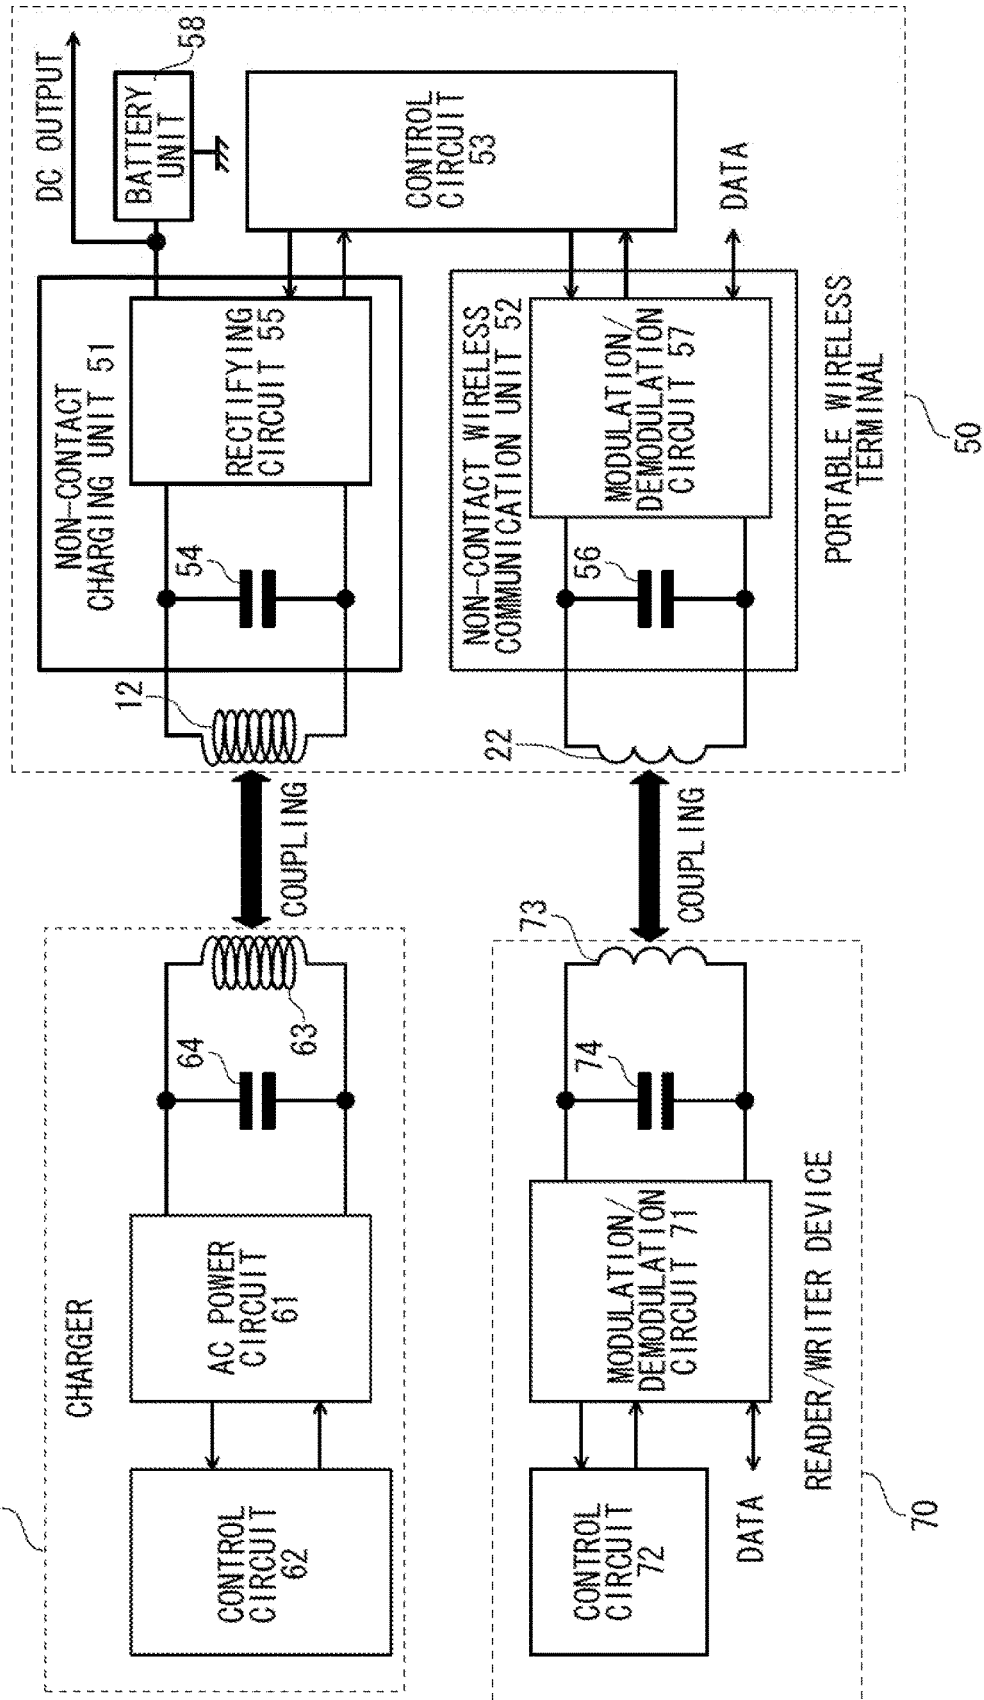 CHARGER
CONTROL
CIRCUIT
62
AC POWER
CIRCUIT
61
64
63
COUPLING
12
NON-CONTACT
CHARGING UNIT 51
54
RECTIFYING
CIRCUIT 55
DC OUTPUT
BATTERY
UNIT
58
CONTROL
CIRCUIT
53
CONTROL
CIRCUIT
72
DATA
MODULATION/
DEMODULATION
CIRCUIT 71
74
73
COUPLING
22
NON-CONTACT WIRELESS
COMMUNICATION UNIT 52
56
MODULATION/
DEMODULATION
CIRCUIT 57
DATA
READER/WRITER DEVICE
70
PORTABLE WIRELESS
TERMINAL
50